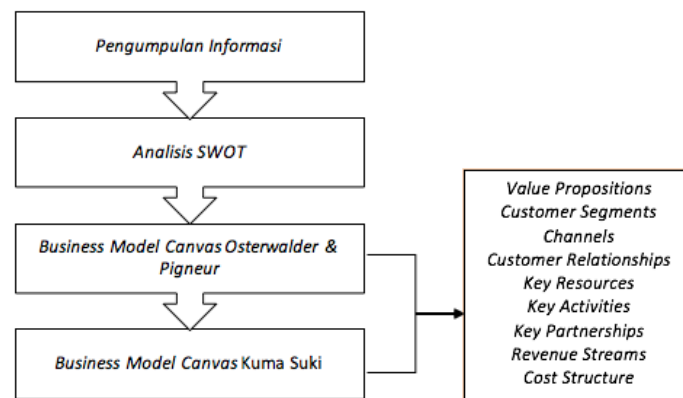 Pengumpulan Informasi
Analisis SWOT
Business Model Canvas Osterwalder &
Pigneur
Business Model Canvas Kuma Suki
Value Propositions
Customer Segments
Channels
Customer Relationships
Key Resources
Key Activities
Key Partnerships
Revenue Streams
Cost Structure